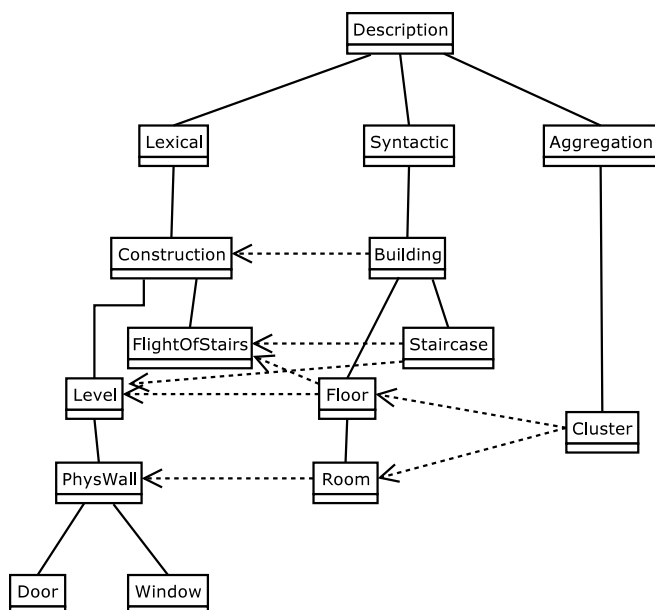 Description
Lexical
Syntactic
Aggregation
Construction
Building
FlightOfStairs
Staircase
Level
Floor
Cluster
PhysWall
Room
Door
Window